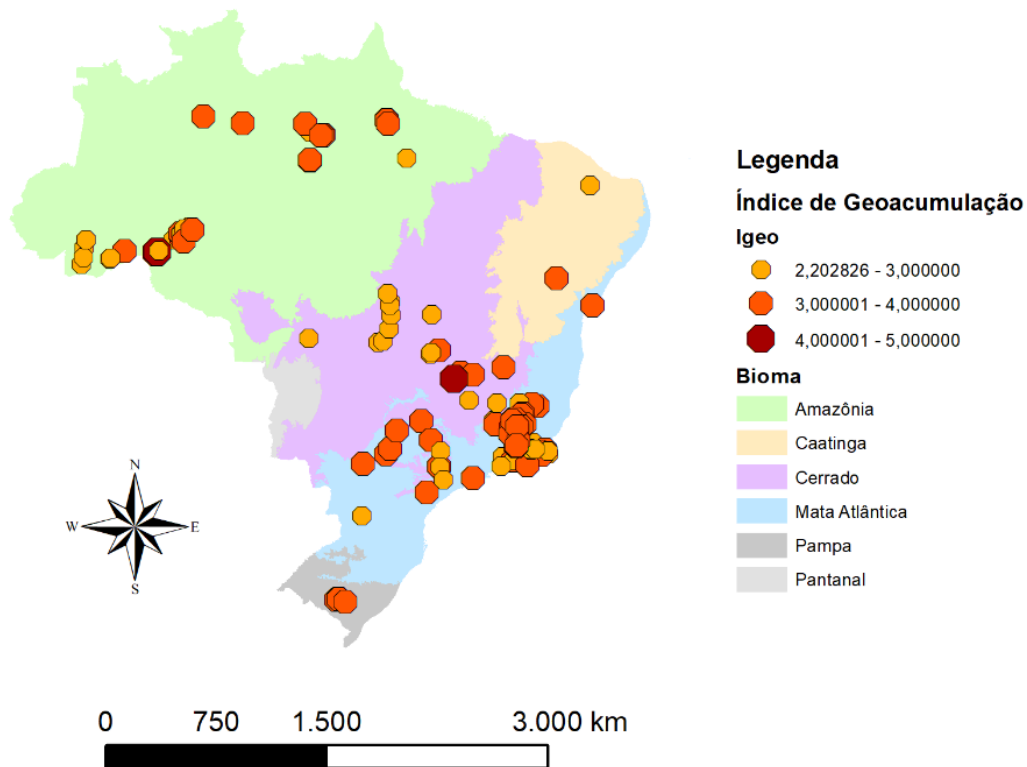 Legenda
Índice de Geoacumulação
Igeo
2,202826 - 3,000000
3,000001 - 4,000000
4,000001 - 5,000000
Bioma
Amazônia
Caatinga
Cerrado
Mata Atlântica
Pampa
Pantanal
N
W E
S
0 750 1.500 3.000 km